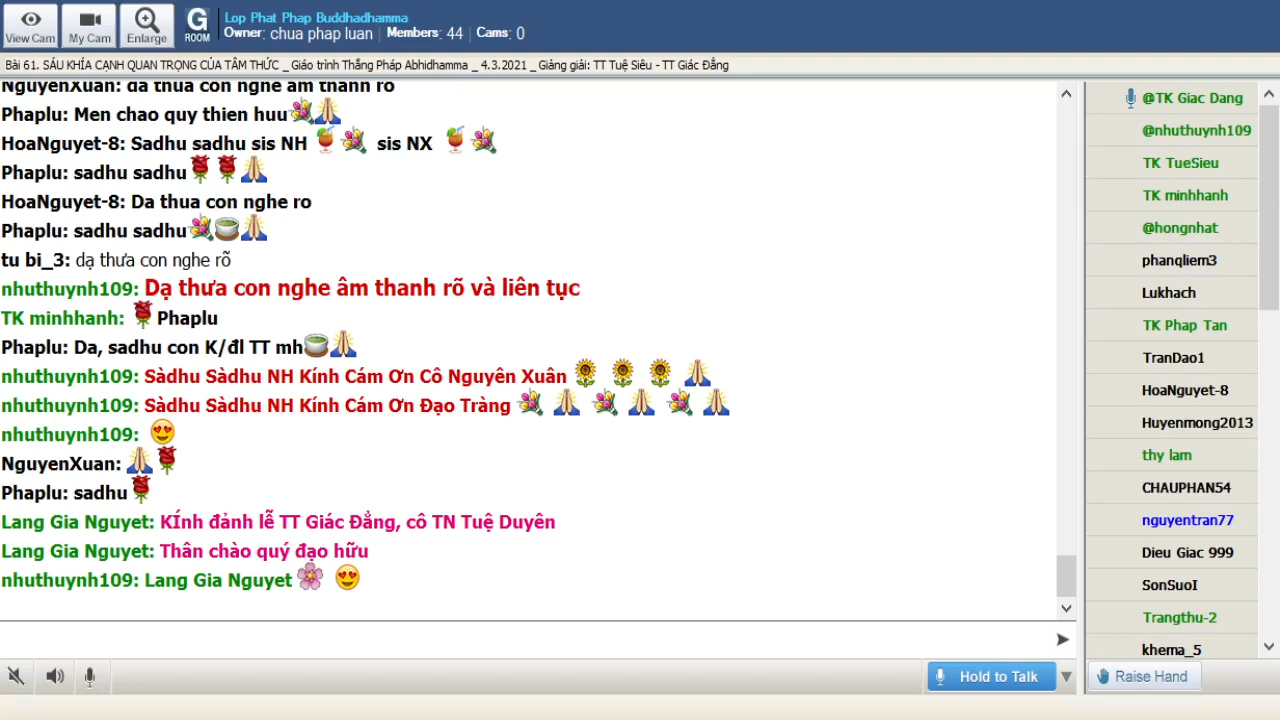 View Cam
My Cam
Enlarge
G
ROOM
Lop Phat Phap Buddhadhamma
Owner: chua phap luan | Members: 44 | Cams: 0
Bài 61. SÁU KHÍA CẠNH QUAN TRỌNG CỦA TÂM THỨC _ Giáo trình Thắng Pháp Abhidhamma _ 4.3.2021 _ Giảng giải: TT Tuệ Siêu - TT Giác Đẳng
NguyenXuan: da thua con nghe am thanh ro
Phaplu: Men chao quy thien huu
HoaNguyet-8: Sadhu sadhu sis NH sis NX
Phaplu: sadhu sadhu
HoaNguyet-8: Da thua con nghe ro
Phaplu: sadhu sadhu
tu bi_3: dạ thưa con nghe rõ
nhuthuynh109: Dạ thưa con nghe âm thanh rõ và liên tục
TK minhhanh: Phaplu
Phaplu: Da, sadhu con K/đl TT mh
nhuthuynh109: Sàdhu Sàdhu NH Kính Cám Ơn Cô Nguyên Xuân
nhuthuynh109: Sàdhu Sàdhu NH Kính Cám Ơn Đạo Tràng
nhuthuynh109:
NguyenXuan:
Phaplu: sadhu
Lang Gia Nguyet: KÍnh đảnh lễ TT Giác Đẳng, cô TN Tuệ Duyên
Lang Gia Nguyet: Thân chào quý đạo hữu
nhuthuynh109: Lang Gia Nguyet
@TK Giac Dang
@nhuthuynh109
TK TueSieu
TK minhhanh
@hongnhat
phanqliem3
Lukhach
TK Phap Tan
TranDao1
HoaNguyet-8
Huyenmong2013
thy lam
CHAUPHAN54
nguyentran77
Dieu Giac 999
SonSuoI
Trangthu-2
khema_5
Hold to Talk
Raise Hand